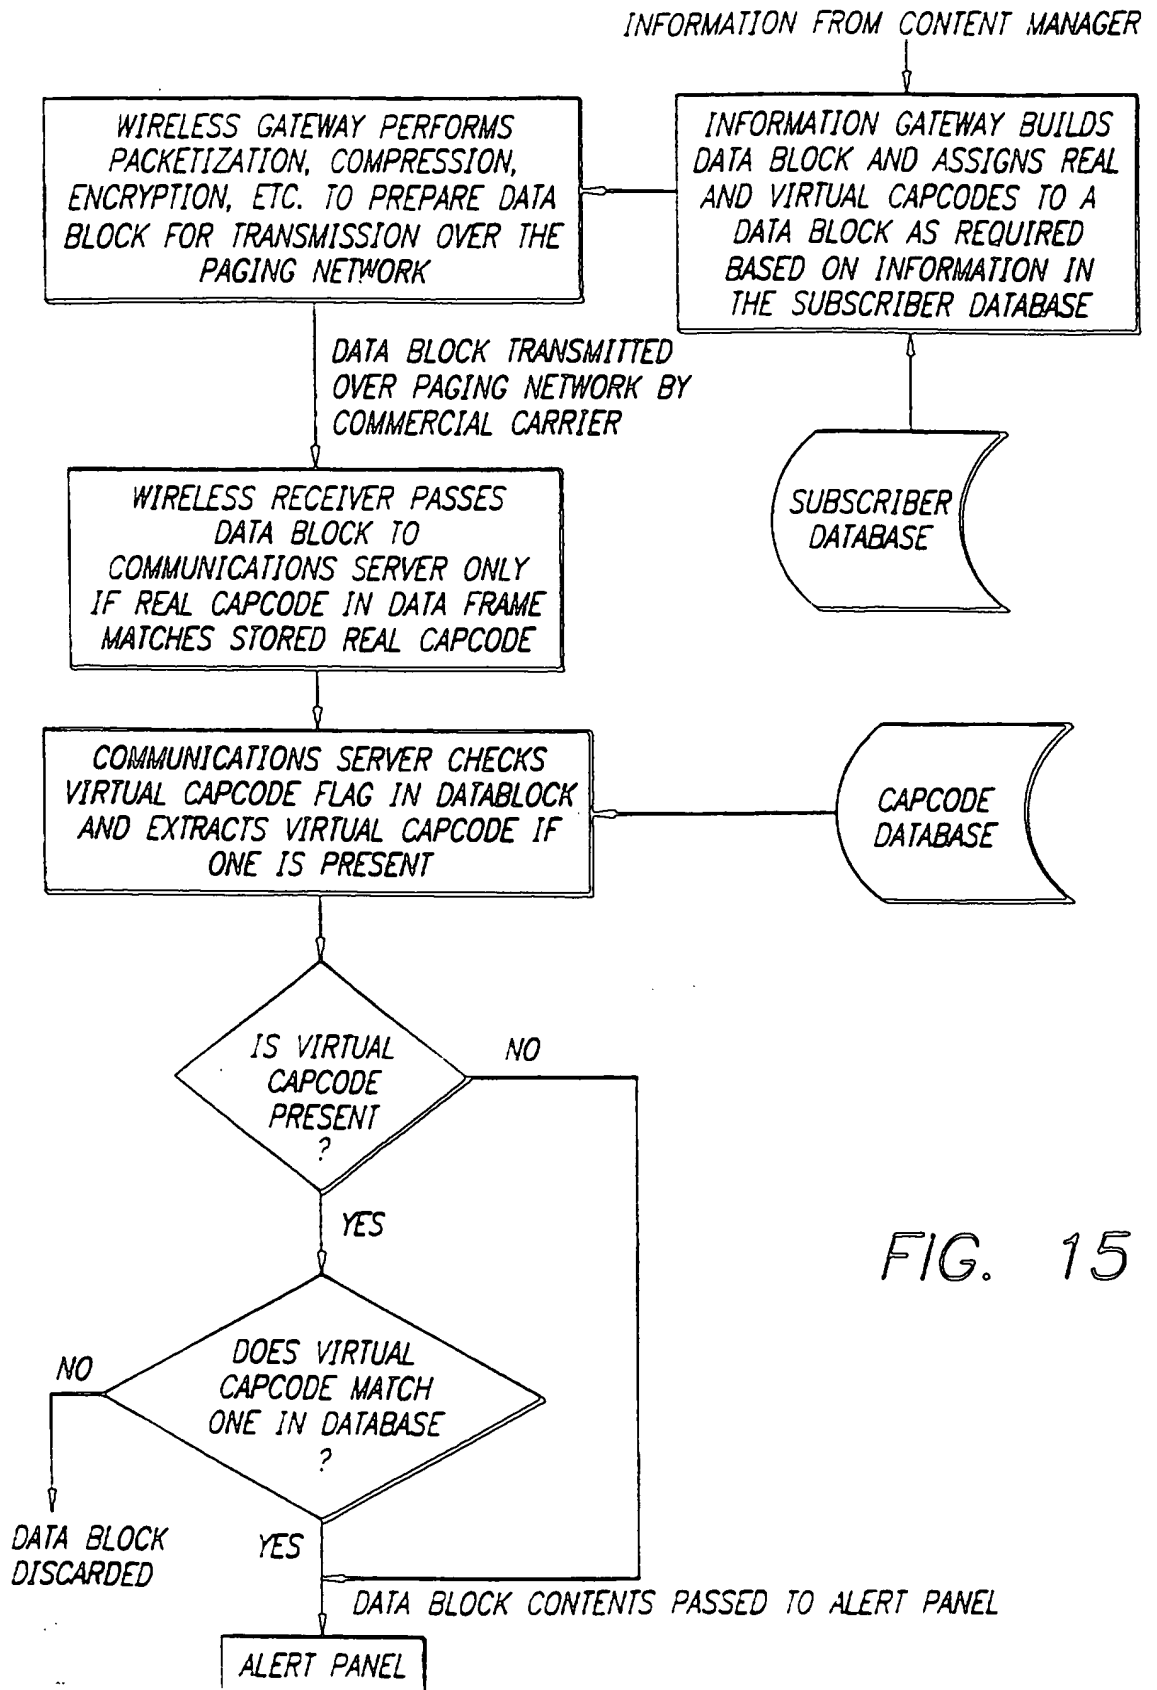 INFORMATION FROM CONTENT MANAGER
WIRELESS GATEWAY PERFORMS
PACKETIZATION, COMPRESSION,
ENCRYPTION, ETC. TO PREPARE DATA
BLOCK FOR TRANSMISSION OVER THE
PAGING NETWORK
INFORMATION GATEWAY BUILDS
DATA BLOCK AND ASSIGNS REAL
AND VIRTUAL CAPCODES TO A
DATA BLOCK AS REQUIRED
BASED ON INFORMATION IN
THE SUBSCRIBER DATABASE
DATA BLOCK TRANSMITTED
OVER PAGING NETWORK BY
COMMERCIAL CARRIER
SUBSCRIBER
DATABASE
WIRELESS RECEIVER PASSES
DATA BLOCK TO
COMMUNICATIONS SERVER ONLY
IF REAL CAPCODE IN DATA FRAME
MATCHES STORED REAL CAPCODE
COMMUNICATIONS SERVER CHECKS
VIRTUAL CAPCODE FLAG IN DATABLOCK
AND EXTRACTS VIRTUAL CAPCODE IF
ONE IS PRESENT
CAPCODE
DATABASE
IS VIRTUAL
CAPCODE
PRESENT
?
NO
YES
FIG. 15
DOES VIRTUAL
CAPCODE MATCH
ONE IN DATABASE
?
NO
DATA BLOCK
DISCARDED
YES
DATA BLOCK CONTENTS PASSED TO ALERT PANEL
ALERT PANEL